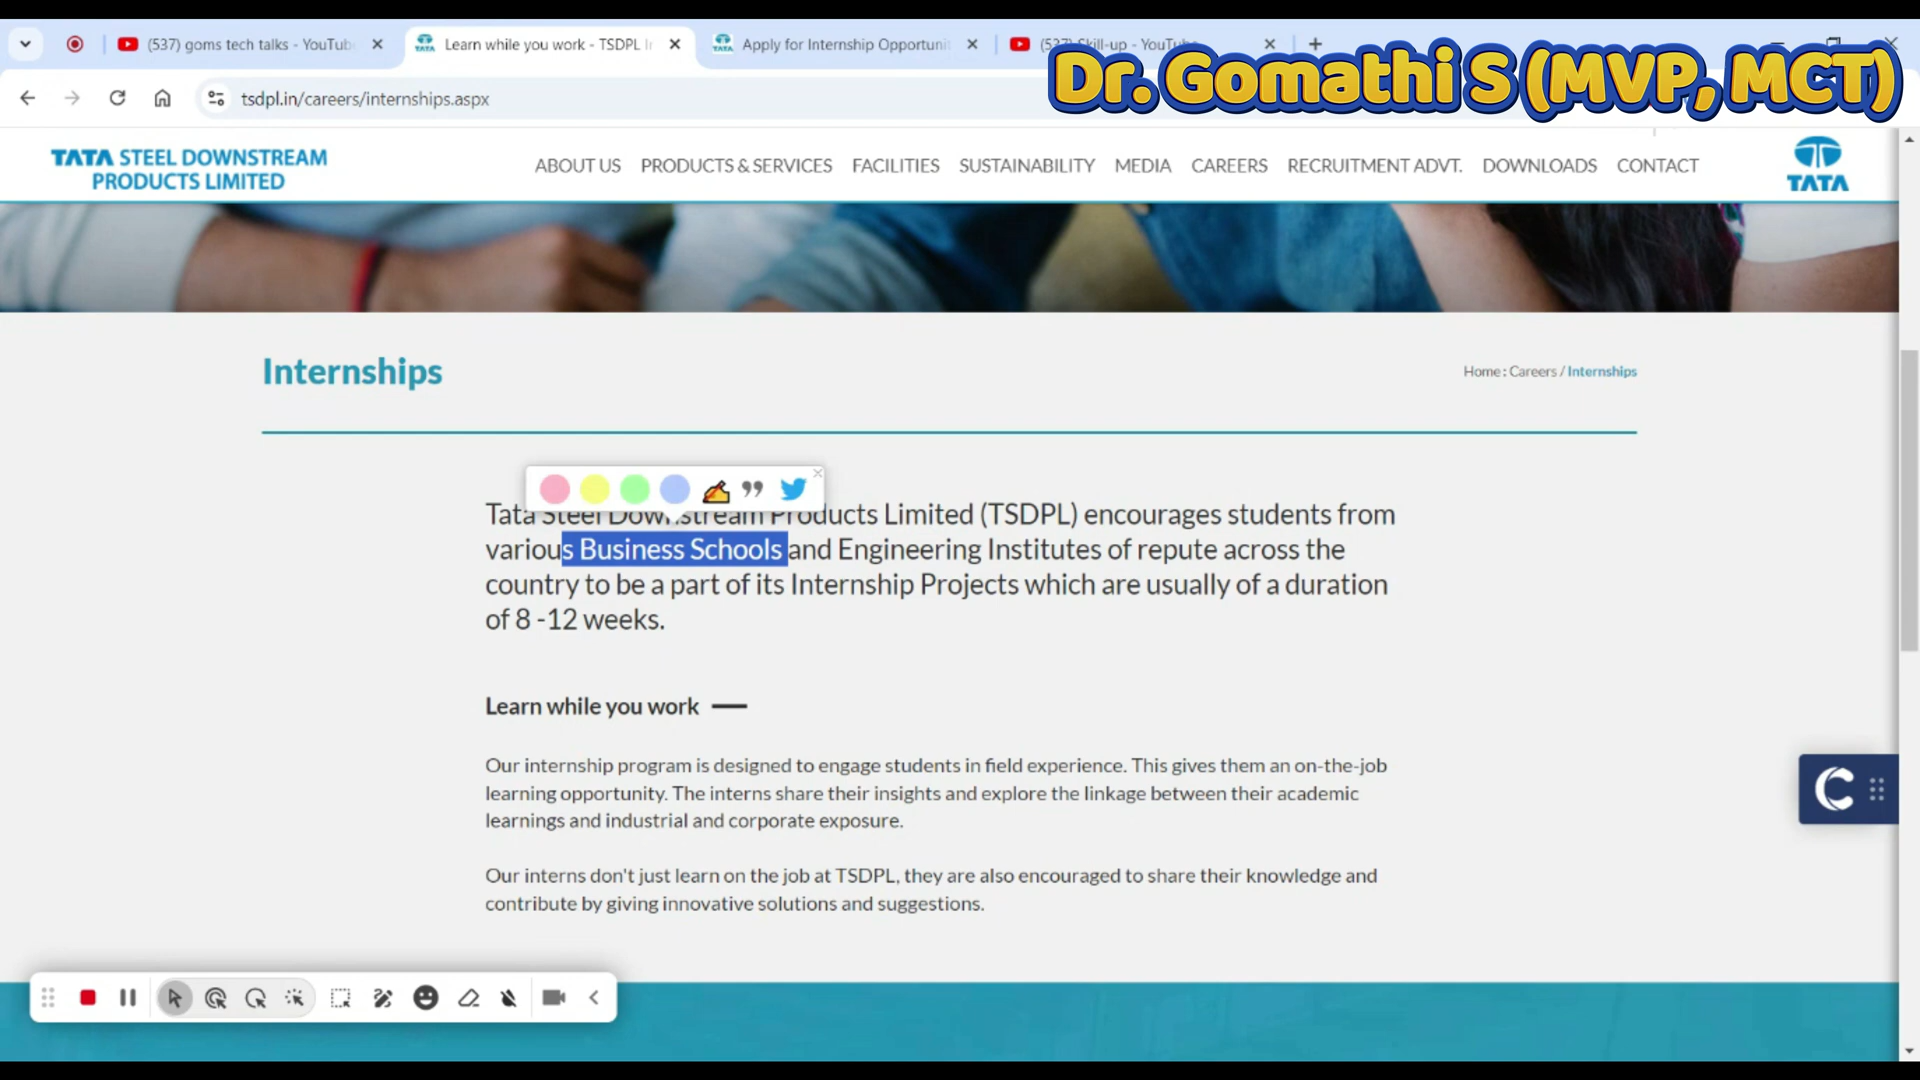 (537) goms tech talks - YouTub
Learn while you work - TSDPL In
Apply for Internship Opportunit
(537) Skill-up - YouTube
Dr. Gomathi S (MVP, MCT)
tsdpl.in/careers/internships.aspx
TATA STEEL DOWNSTREAM
PRODUCTS LIMITED
ABOUT US PRODUCTS & SERVICES FACILITIES SUSTAINABILITY MEDIA CAREERS RECRUITMENT ADVT. DOWNLOADS CONTACT
TATA
Internships
Home : Careers / Internships
Tata Steel Downstream Products Limited (TSDPL) encourages students from
various Business Schools and Engineering Institutes of repute across the
country to be a part of its Internship Projects which are usually of a duration
of 8 -12 weeks.
Learn while you work
Our internship program is designed to engage students in field experience. This gives them an on-the-job
learning opportunity. The interns share their insights and explore the linkage between their academic
learnings and industrial and corporate exposure.
Our interns don't just learn on the job at TSDPL, they are also encouraged to share their knowledge and
contribute by giving innovative solutions and suggestions.